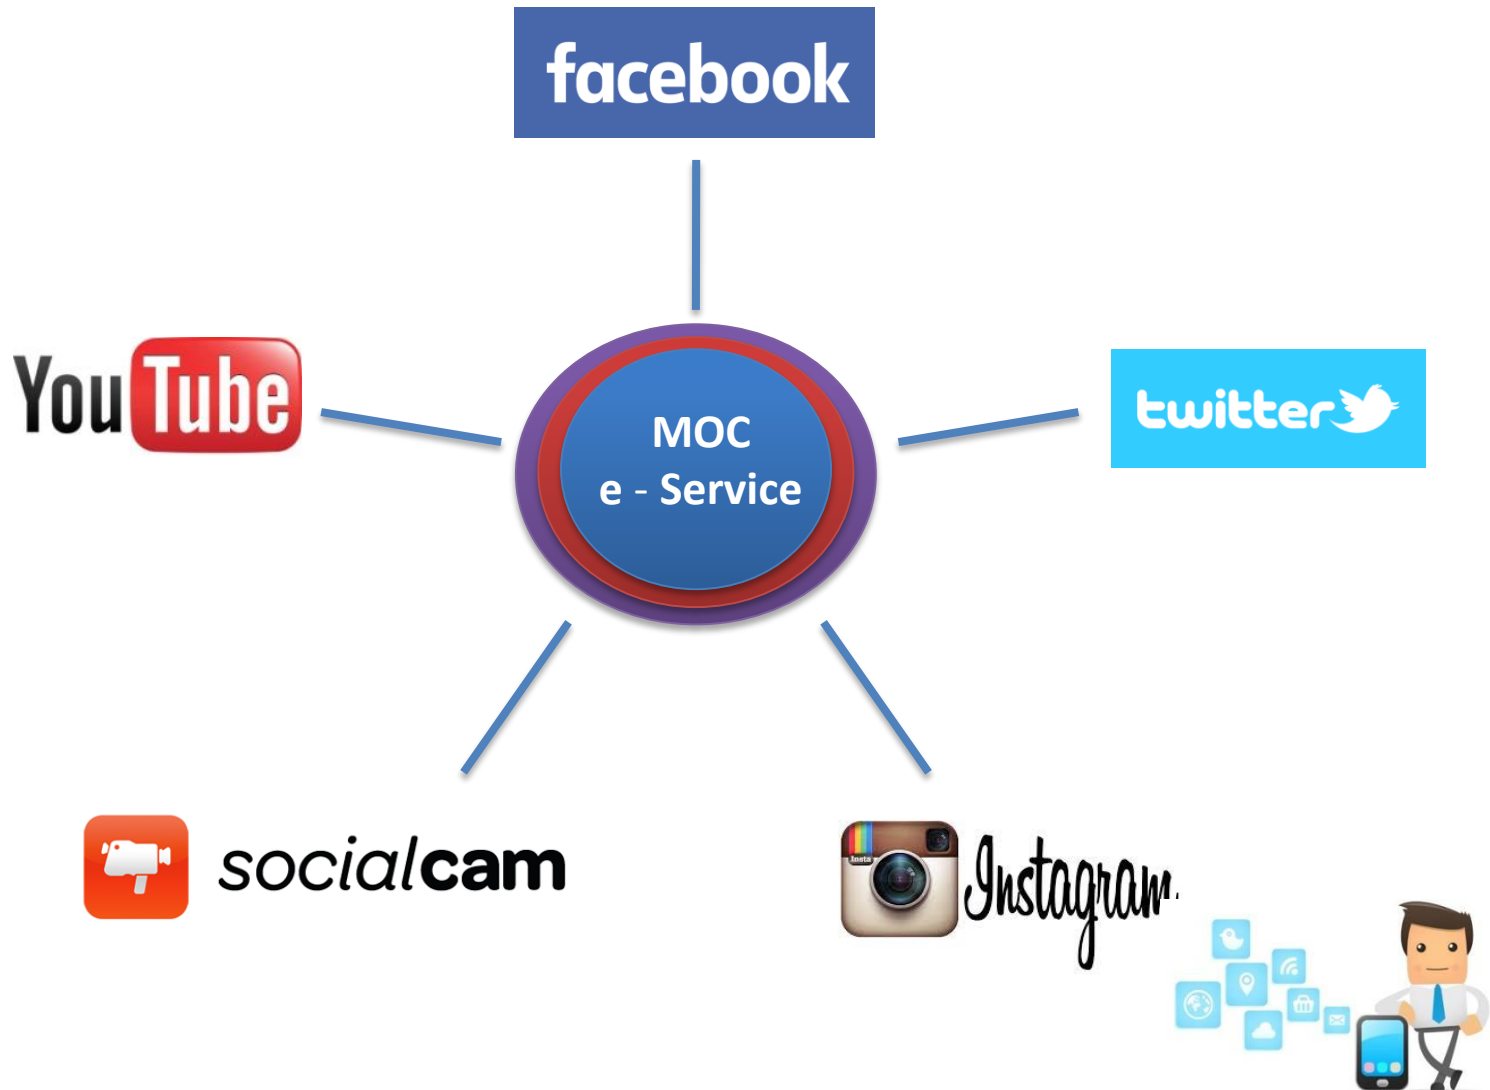 facebook
YouTube
twitter
MOC
e - Service
socialcam
Insta
Instagram